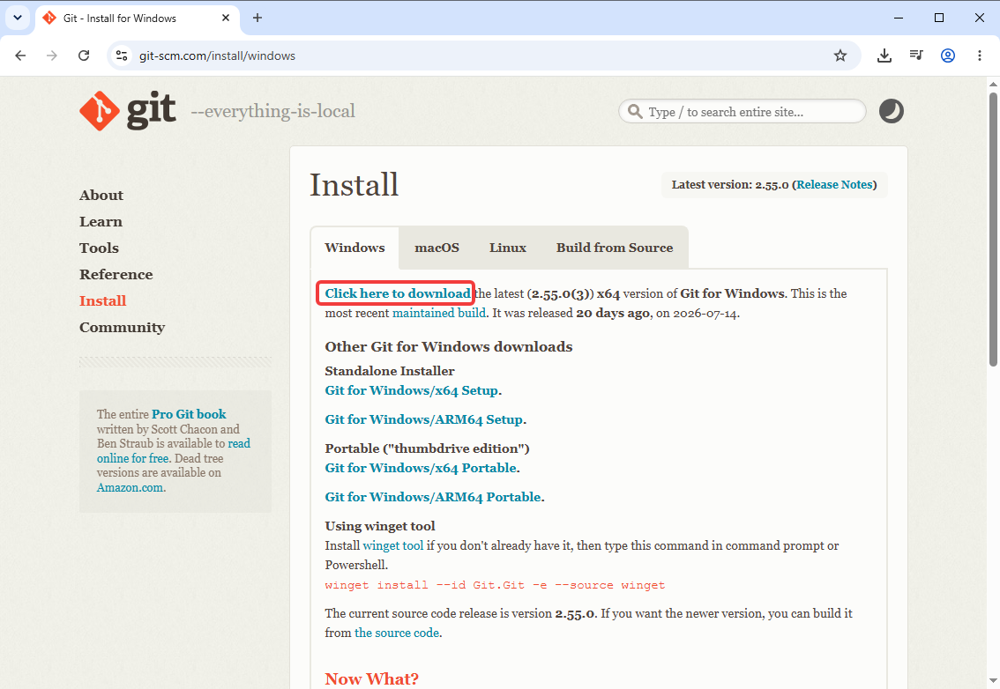 Git - Install for Windows
git-scm.com/install/windows
git --everything-is-local
Type / to search entire site...
About
Learn
Tools
Reference
Install
Community
The entire Pro Git book
written by Scott Chacon and
Ben Straub is available to read
online for free. Dead tree
versions are available on
Amazon.com.
Install
Latest version: 2.55.0 (Release Notes)
Windows macOS Linux Build from Source
Click here to download the latest (2.55.0(3)) x64 version of Git for Windows. This is the
most recent maintained build. It was released 20 days ago, on 2026-07-14.
Other Git for Windows downloads
Standalone Installer
Git for Windows/x64 Setup.
Git for Windows/ARM64 Setup.
Portable ("thumbdrive edition")
Git for Windows/x64 Portable.
Git for Windows/ARM64 Portable.
Using winget tool
Install winget tool if you don't already have it, then type this command in command prompt or
Powershell.
winget install --id Git.Git -e --source winget
The current source code release is version 2.55.0. If you want the newer version, you can build it
from the source code.
Now What?